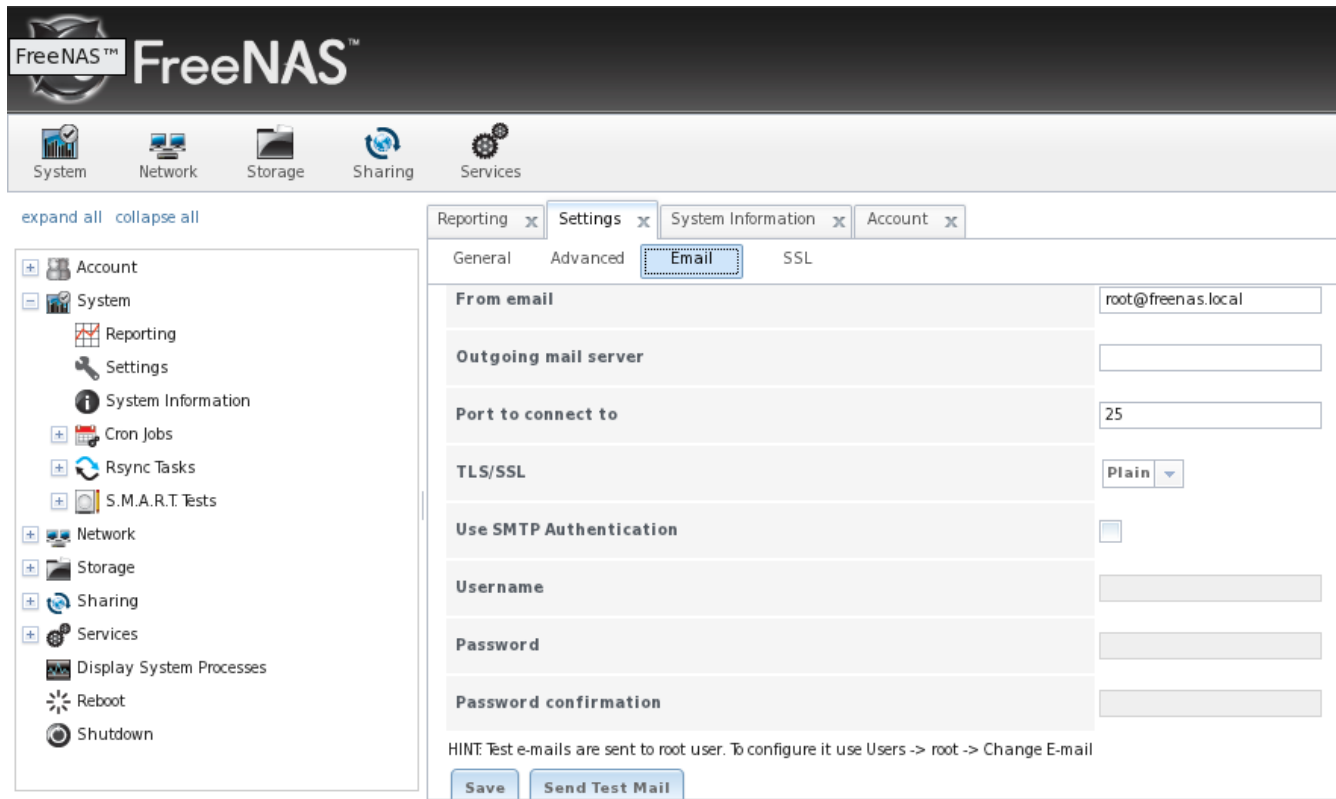 FreeNAS™
FreeNAS™
System Network Storage Sharing Services
expand all collapse all
Account
System
Reporting
Settings
System Information
Cron Jobs
Rsync Tasks
S.M.A.R.T. Tests
Network
Storage
Sharing
Services
Display System Processes
Reboot
Shutdown
Reporting x Settings x System Information x Account x
General Advanced Email SSL
From email root@freenas.local
Outgoing mail server
Port to connect to 25
TLS/SSL Plain
Use SMTP Authentication
Username
Password
Password confirmation
HINT: Test e-mails are sent to root user. To configure it use Users -> root -> Change E-mail
Save Send Test Mail